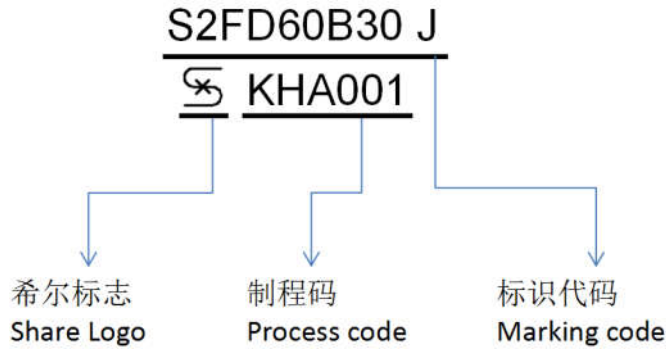 S2FD60B30 J
KHA001
希尔标志
制程码
标识代码
Share Logo
Process code
Marking code